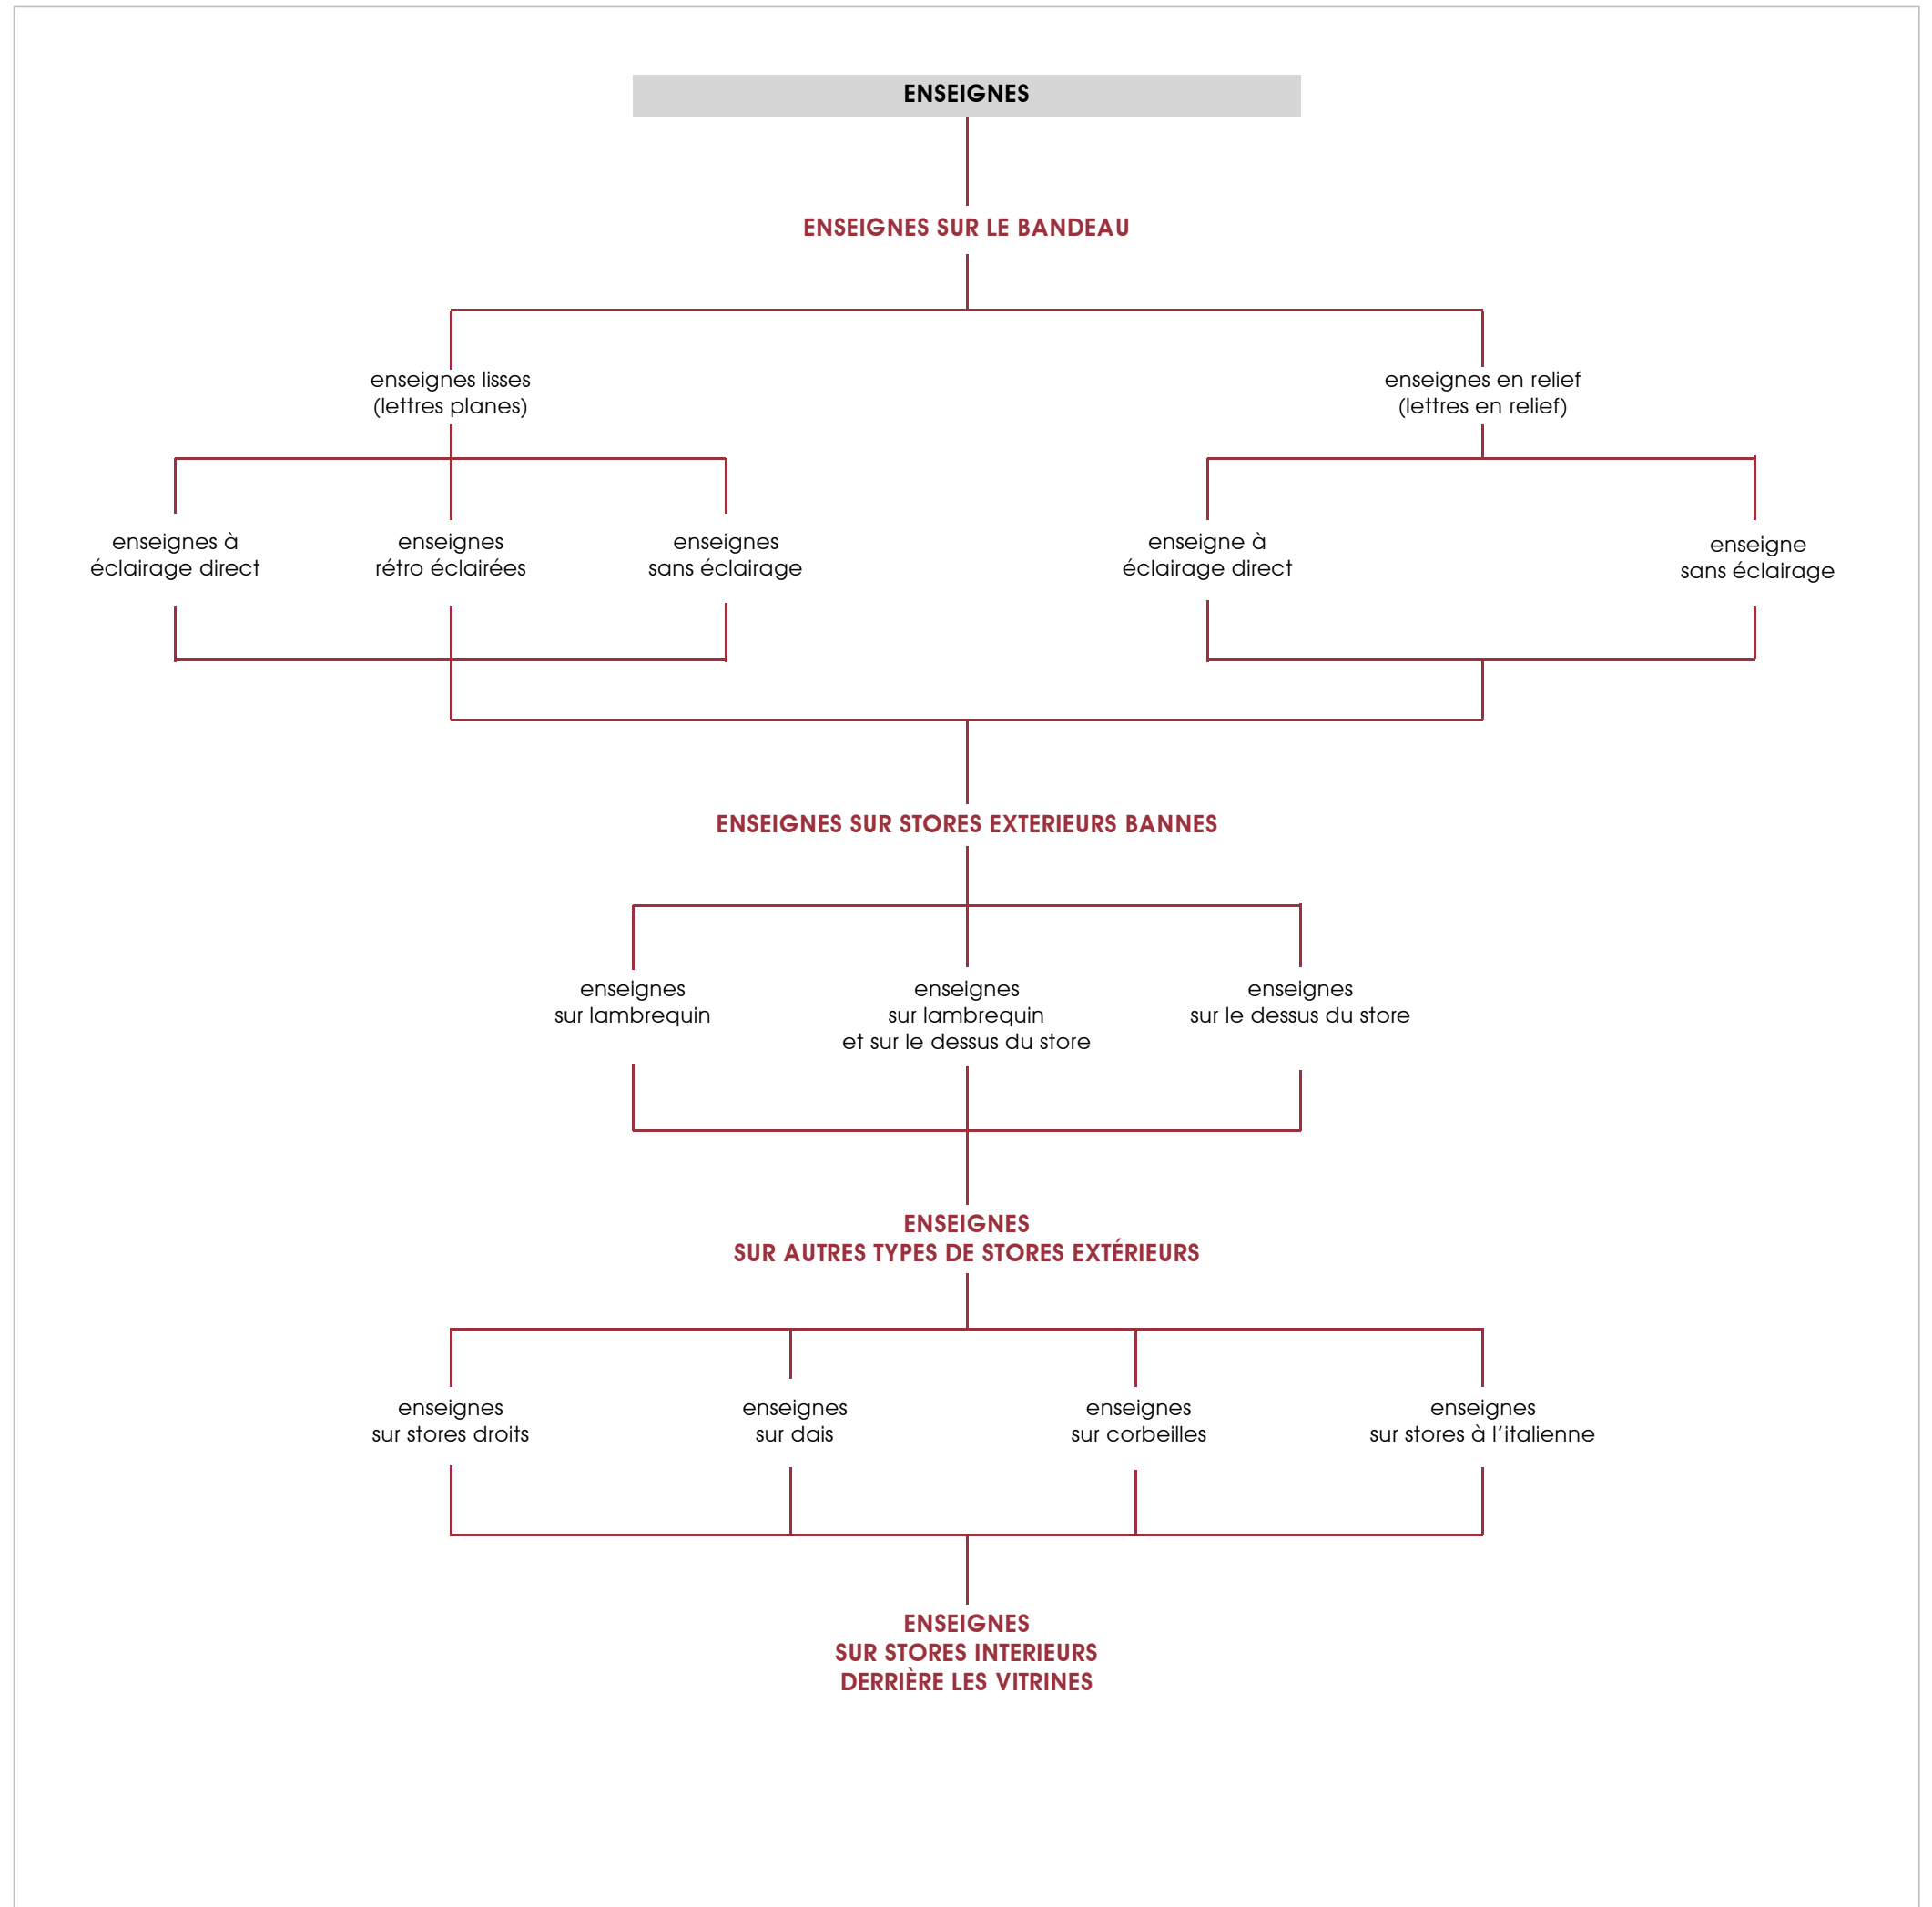 ENSEIGNES
ENSEIGNES SUR LE BANDEAU
enseignes lisses
(lettres planes)
enseignes en relief
(lettres en relief)
enseignes à
éclairage direct
enseignes
rétro éclairées
enseignes
sans éclairage
enseigne à
éclairage direct
enseigne
sans éclairage
ENSEIGNES SUR STORES EXTERIEURS BANNES
enseignes
sur lambrequin
enseignes
sur lambrequin
et sur le dessus du store
enseignes
sur le dessus du store
ENSEIGNES
SUR AUTRES TYPES DE STORES EXTÉRIEURS
enseignes
sur stores droits
enseignes
sur dais
enseignes
sur corbeilles
enseignes
sur stores à l'italienne
ENSEIGNES
SUR STORES INTERIEURS
DERRIÈRE LES VITRINES